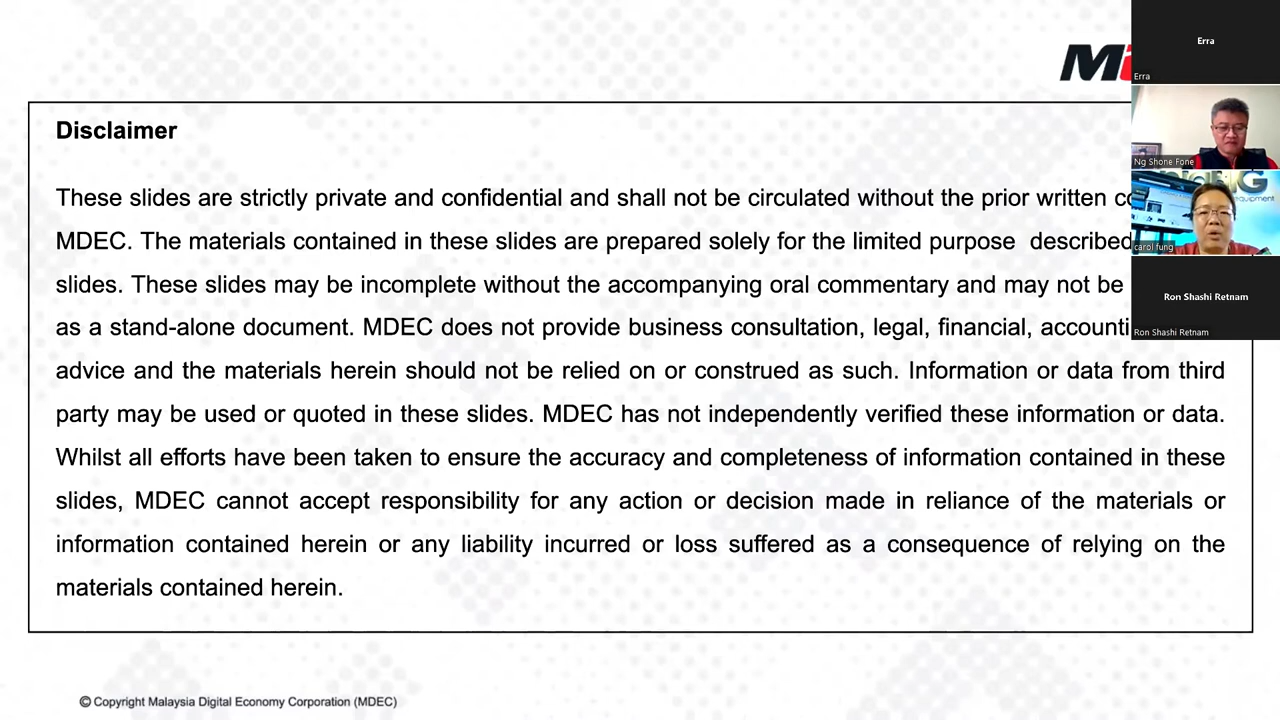 Disclaimer
These slides are strictly private and confidential and shall not be circulated without the prior written
MDEC. The materials contained in these slides are prepared solely for the limited purpose described
slides. These slides may be incomplete without the accompanying oral commentary and may not be
as a stand-alone document. MDEC does not provide business consultation, legal, financial,
advice and the materials herein should not be relied on or construed as such. Information or data from third
party may be used or quoted in these slides. MDEC has not independently verified these information or data.
Whilst all efforts have been taken to ensure the accuracy and completeness of information contained in these
slides, MDEC cannot accept responsibility for any action or decision made in reliance of the materials or
information contained herein or any liability incurred or loss suffered as a consequence of relying on the
materials contained herein.
© Copyright Malaysia Digital Economy Corporation (MDEC)
Erra
Erra
Ng Shone Fone
equipment
carol fung
Ron Shashi Retnam
Ron Shashi Retnam